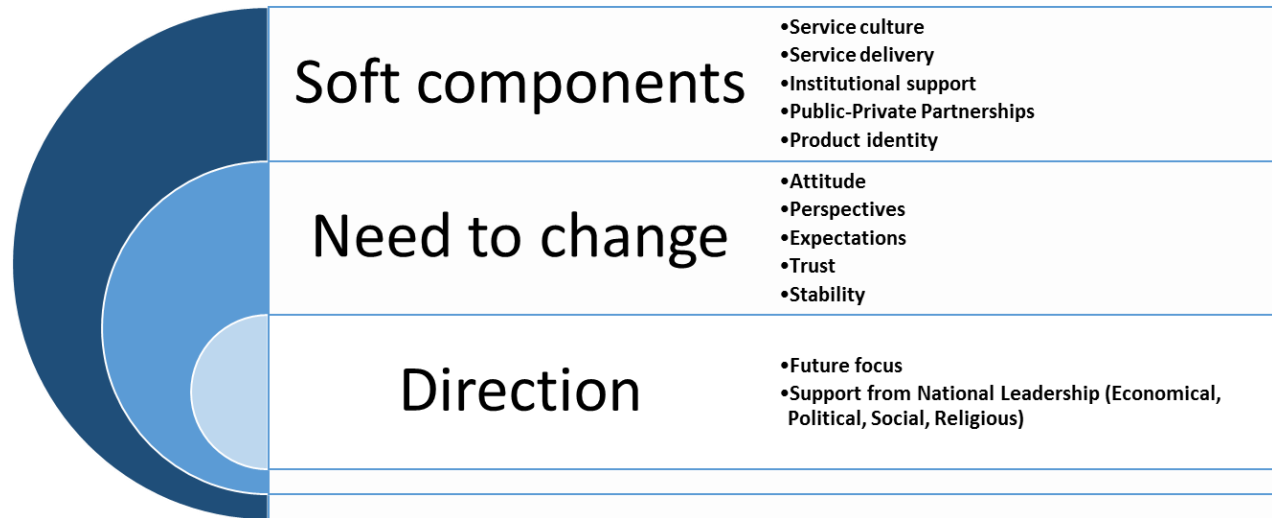 Soft components
•Service culture
•Service delivery
•Institutional support
•Public-Private Partnerships
•Product identity
Need to change
•Attitude
•Perspectives
•Expectations
•Trust
•Stability
Direction
•Future focus
•Support from National Leadership (Economical,
Political, Social, Religious)